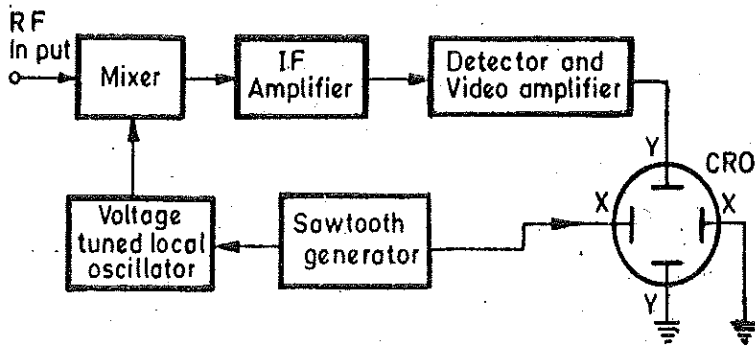 RF
In put
Mixer
I.F
Amplifier
Detector and
Video amplifier
Y
CRO
X
X
Voltage
tuned local
oscillator
Sawtooth
generator
Y